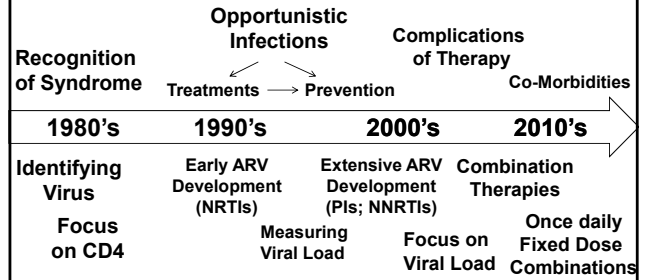 Opportunistic
Infections
Recognition
of Syndrome
Complications
of Therapy
Treatments
Prevention
Co-Morbidities
1980's
1990's
2000's
2010's
Identifying
Virus
Early ARV
Development
(NRTIs)
Extensive ARV
Development
(PIs; NNRTIs)
Combination
Therapies
Focus
on CD4
Measuring
Viral Load
Focus on
Viral Load
Once daily
Fixed Dose
Combinations